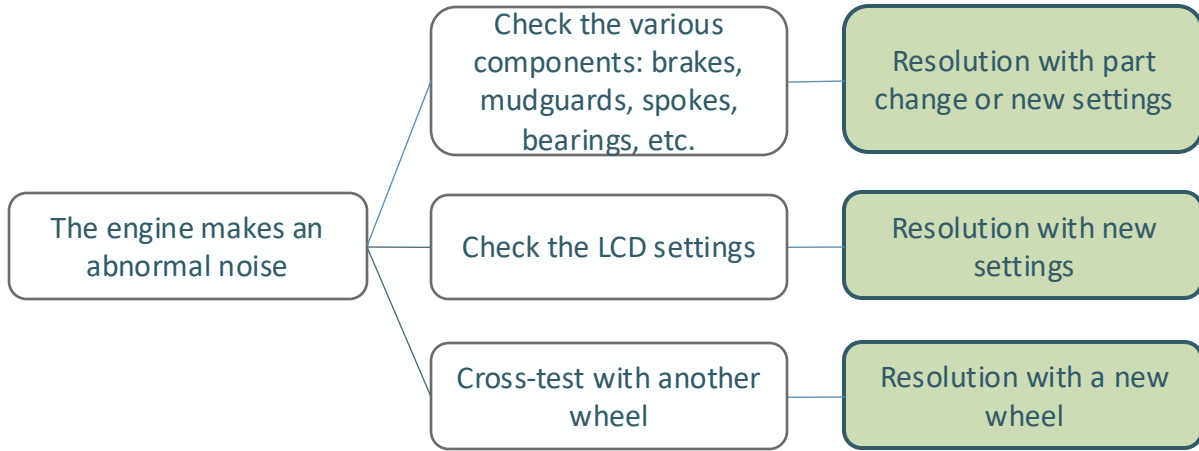 Check the various
components: brakes,
mudguards, spokes,
bearings, etc.
Resolution with part
change or new settings
The engine makes an
abnormal noise
Check the LCD settings
Resolution with new
settings
Cross-test with another
wheel
Resolution with a new
wheel